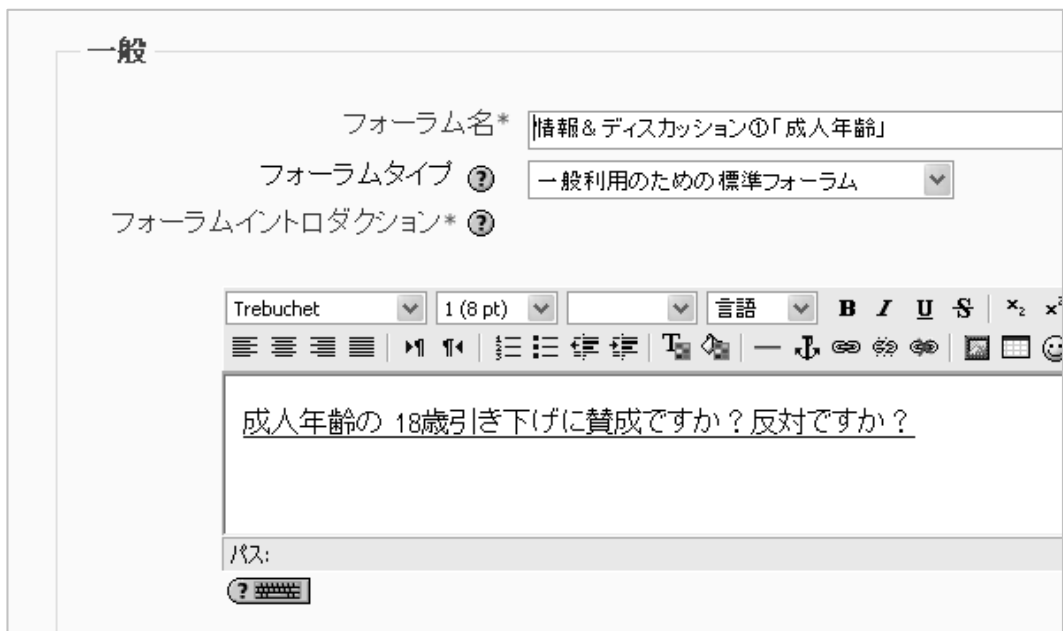 一般
フォーラム名* 情報&ディスカッション①「成人年齢」
フォーラムタイプ 一般利用のための標準フォーラム
フォーラムイントロダクション*
Trebuchet 1 (8 pt) 言語 B I U S ×₂ ×²
成人年齢の 18歳引き下げに賛成ですか？反対ですか？
パス: